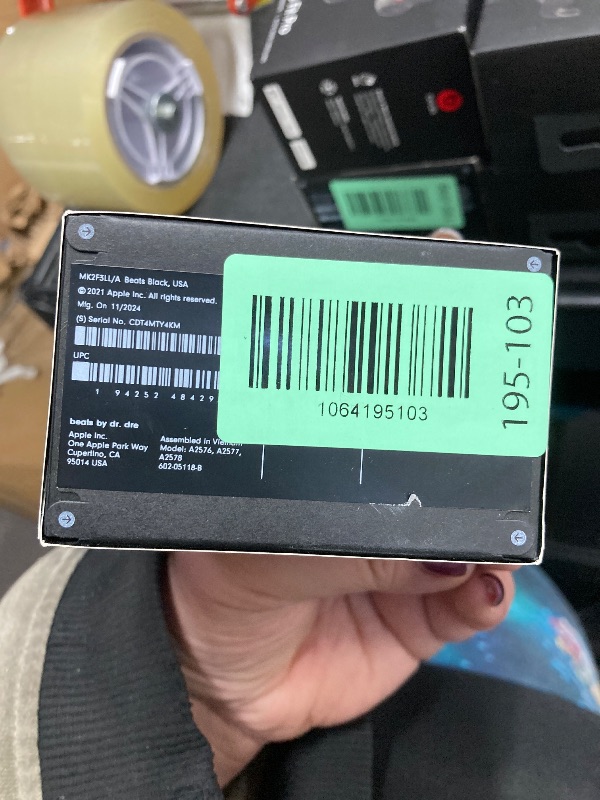 MK2F3LL/A Beats Black, USA
© 2021 Apple Inc. All rights reserved.
Mfg. On 11/2024
(S) Serial No. CDT4MTY4KM
UPC
1 94252 48429
beats by dr. dre
Apple Inc.
One Apple Park Way
Cupertino, CA
95014 USA
Assembled in Vietnam
Model: A2576, A2577,
A2578
602-05118-B
1064195103
195-103